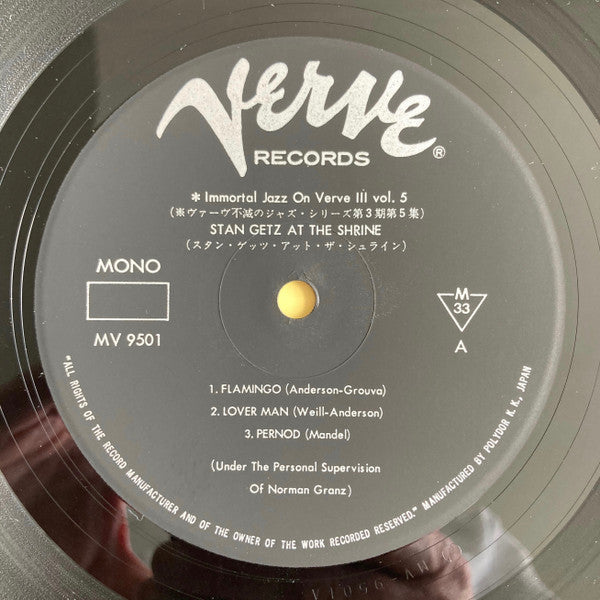 Verve
RECORDS ®
* Immortal Jazz On Verve III vol. 5
(※ヴァーヴ不滅のジャズ・シリーズ第3期第5集)
STAN GETZ AT THE SHRINE
(スタン・ゲッツ・アット・ザ・シュライン)
MONO
MV 9501
M
33
A
1. FLAMINGO (Anderson-Grouva)
2. LOVER MAN (Weill-Anderson)
3. PERNOD (Mandel)
(Under The Personal Supervision
Of Norman Granz)
"ALL RIGHTS OF THE RECORD MANUFACTURER AND OF THE OWNER OF THE WORK RECORDED RESERVED." MANUFACTURED BY POLYDOR K. K., JAPAN